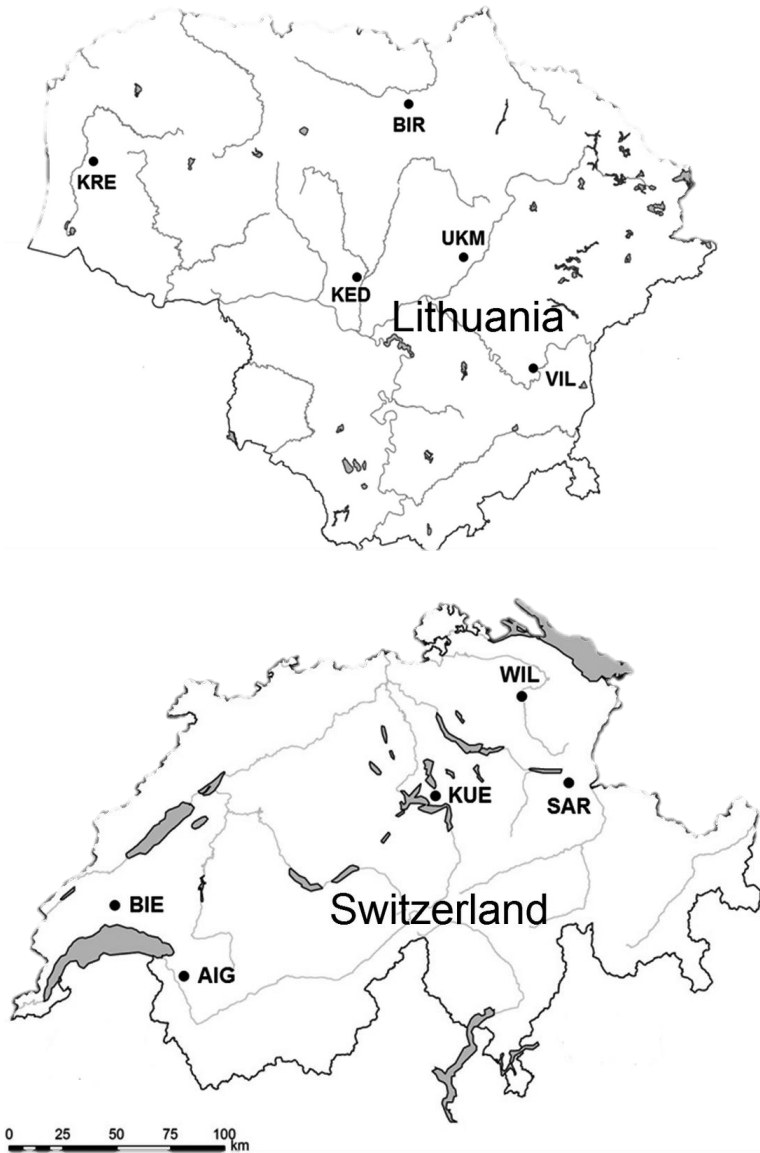 BIR
KRE
UKM
KED
Lithuania
VIL
WIL
KUE
SAR
BIE
Switzerland
AIG
0 25 50 75 100
km